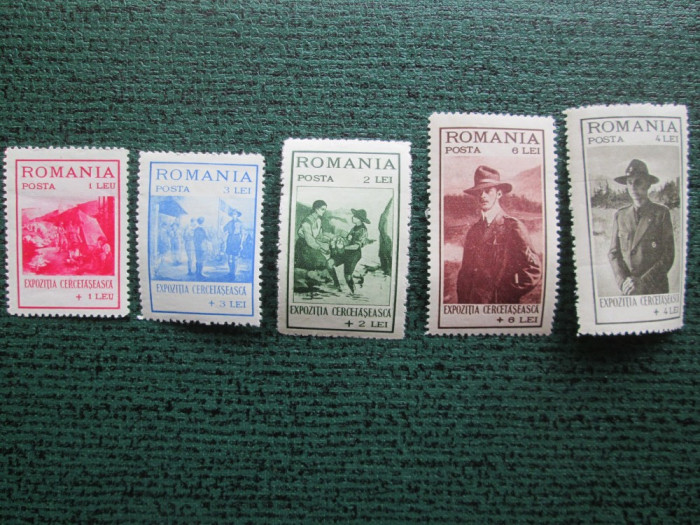 ROMANIA
POSTA 1 LEU
EXPOZIȚIA CERCETĂȘEASCĂ
+ 1 LEU
ROMANIA
POSTA 3 LEI
EXPOZIȚIA CERCETĂȘEASCĂ
+ 3 LEI
ROMANIA
POSTA 2 LEI
EXPOZIȚIA CERCETĂȘEASCĂ
+ 2 LEI
ROMANIA
POSTA 6 LEI
EXPOZIȚIA CERCETĂȘEASCĂ
+ 6 LEI
ROMANIA
POSTA 4 LEI
EXPOZIȚIA CERCETĂȘEASCĂ
+ 4 LEI